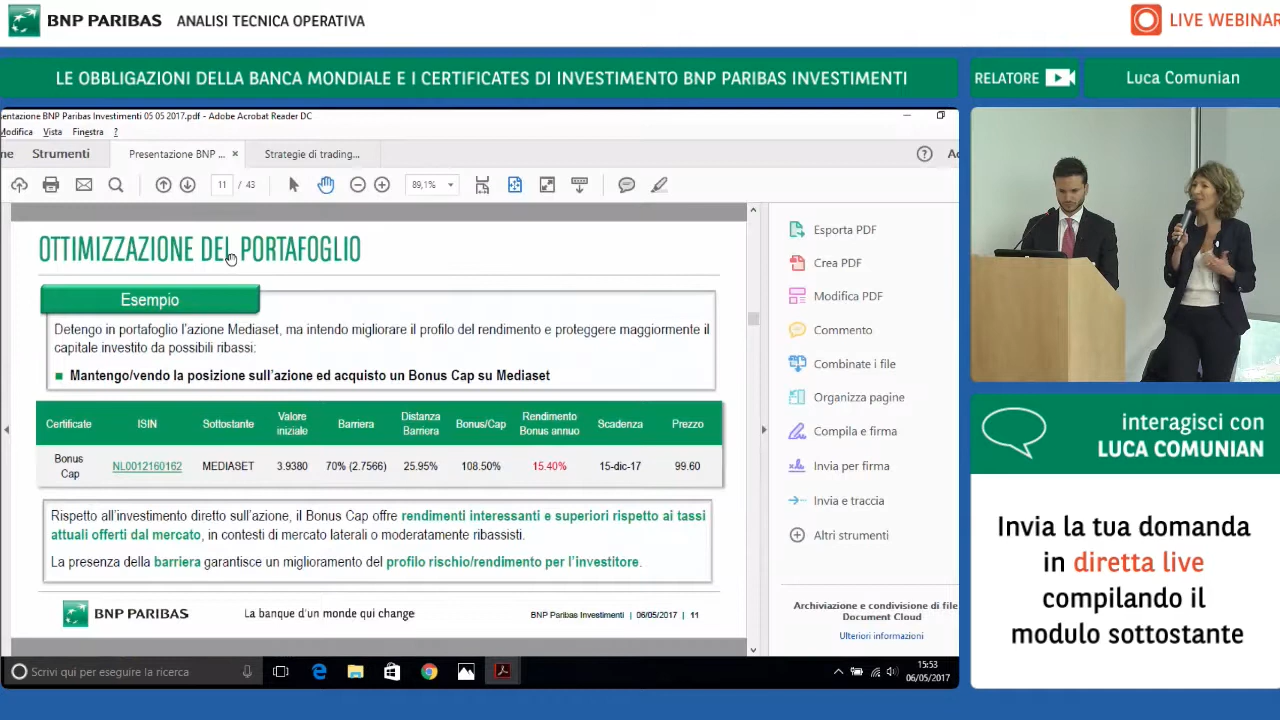 BNP PARIBAS ANALISI TECNICA OPERATIVA
LIVE WEBINAR
LE OBBLIGAZIONI DELLA BANCA MONDIALE E I CERTIFICATES DI INVESTIMENTO BNP PARIBAS INVESTIMENTI
RELATORE
Luca Comunian
entazione BNP Paribas Investimenti 05 05 2017.pdf - Adobe Acrobat Reader DC
Modifica Vista Finestra ?
ne Strumenti Presentazione BNP ... × Strategie di trading...
11 / 43 89,1%
OTTIMIZZAZIONE DEL PORTAFOGLIO
Esempio
Detengo in portafoglio l'azione Mediaset, ma intendo migliorare il profilo del rendimento e proteggere maggiormente il
capitale investito da possibili ribassi:
Mantengo/vendo la posizione sull'azione ed acquisto un Bonus Cap su Mediaset
Certificate ISIN Sottostante Valore iniziale Barriera Distanza Barriera Bonus/Cap Rendimento Bonus annuo Scadenza Prezzo
Bonus Cap NL0012160162 MEDIASET 3.9380 70% (2.7566) 25.95% 108.50% 15.40% 15-dic-17 99.60
Rispetto all'investimento diretto sull'azione, il Bonus Cap offre rendimenti interessanti e superiori rispetto ai tassi
attuali offerti dal mercato, in contesti di mercato laterali o moderatamente ribassisti.
La presenza della barriera garantisce un miglioramento del profilo rischio/rendimento per l'investitore.
BNP PARIBAS La banque d'un monde qui change BNP Paribas Investimenti | 06/05/2017 | 11
Esporta PDF
Crea PDF
Modifica PDF
Commento
Combinate i file
Organizza pagine
Compila e firma
Invia per firma
Invia e traccia
Altri strumenti
Archiviazione e condivisione di file
Document Cloud
Ulteriori informazioni
Scrivi qui per eseguire la ricerca
15:53
06/05/2017
interagisci con
LUCA COMUNIAN
Invia la tua domanda
in diretta live
compilando il
modulo sottostante